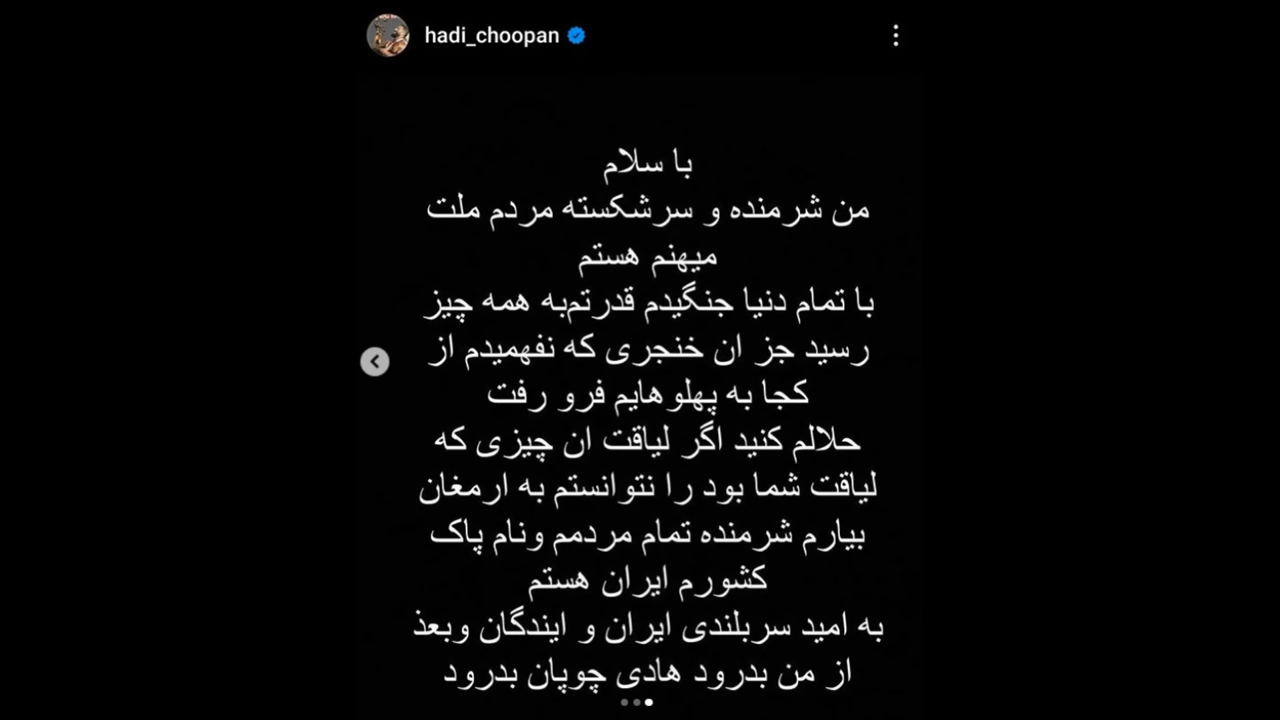 hadi_choopan
با سلام
من شرمنده و سرشکسته مردم ملت
میهنم هستم
با تمام دنیا جنگیدم قدرتم‌به همه چیز
رسید جز ان خنجری که نفهمیدم از
کجا به پهلوهایم فرو رفت
حلالم کنید اگر لیاقت ان چیزی که
لیاقت شما بود را نتوانستم به ارمغان
بیارم شرمنده تمام مردمم ونام پاک
کشورم ایران هستم
به امید سربلندی ایران و ایندگان وبعذ
از من بدرود هادی چوپان بدرود